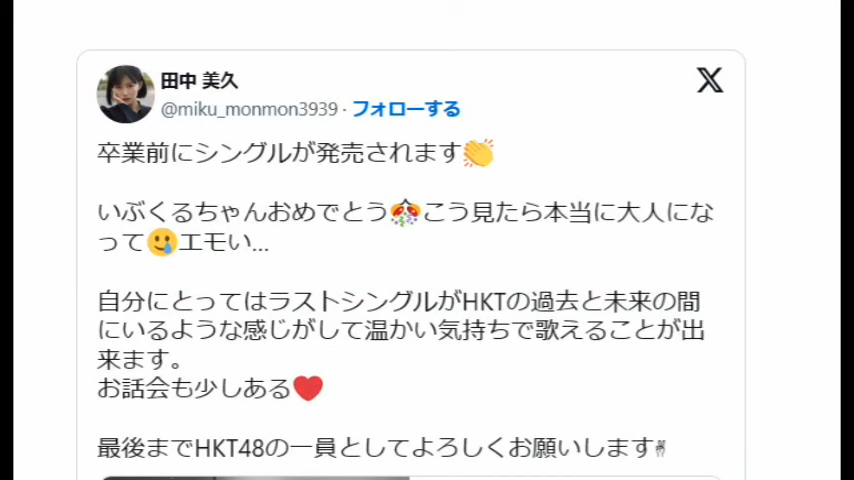 田中 美久
@miku_monmon3939· フォローする
卒業前にシングルが発売されます👏
いぶくるちゃんおめでとう🎊こう見たら本当に大人にな
って🥲エモい...
自分にとってはラストシングルがHKTの過去と未来の間
にいるような感じがして温かい気持ちで歌えることが出
来ます。
お話会も少しある❤️
最後までHKT48の一員としてよろしくお願いします✌